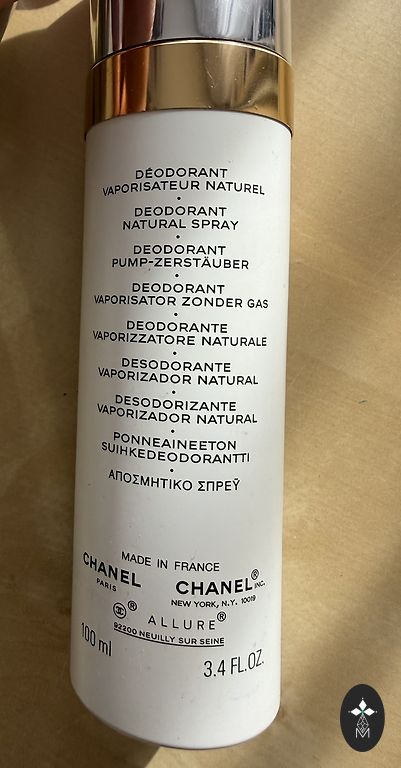 DÉODORANT
VAPORISATEUR NATUREL
•
DEODORANT
NATURAL SPRAY
•
DEODORANT
PUMP-ZERSTÄUBER
•
DEODORANT
VAPORISATOR ZONDER GAS
•
DEODORANTE
VAPORIZZATORE NATURALE
•
DESODORANTE
VAPORIZADOR NATURAL
•
DESODORIZANTE
VAPORIZADOR NATURAL
•
PONNEAINEETON
SUIHKEDEODORANTTI
•
ΑΠΟΣΜΗΤΙΚΟ ΣΠΡΕΫ
MADE IN FRANCE
CHANEL
PARIS
CHANEL® INC.
NEW YORK, N.Y. 10019
® ALLURE®
92200 NEUILLY SUR SEINE
100 ml
3.4 FL.OZ.
M